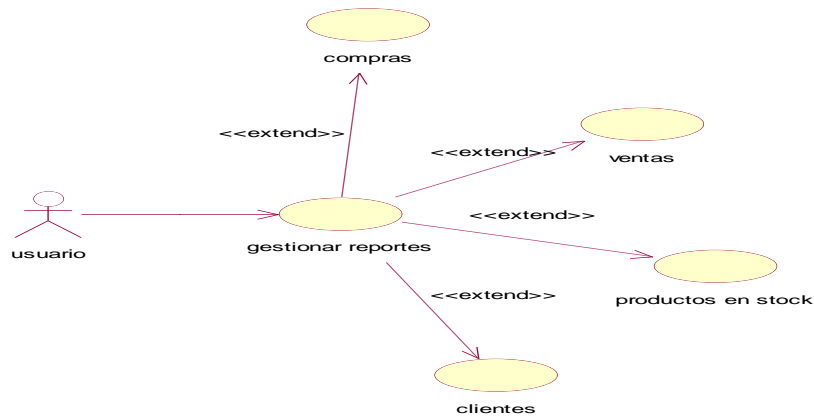 compras
<<extend>>
<<extend>>
ventas
<<extend>>
usuario
gestionar reportes
<<extend>>
productos en stock
clientes